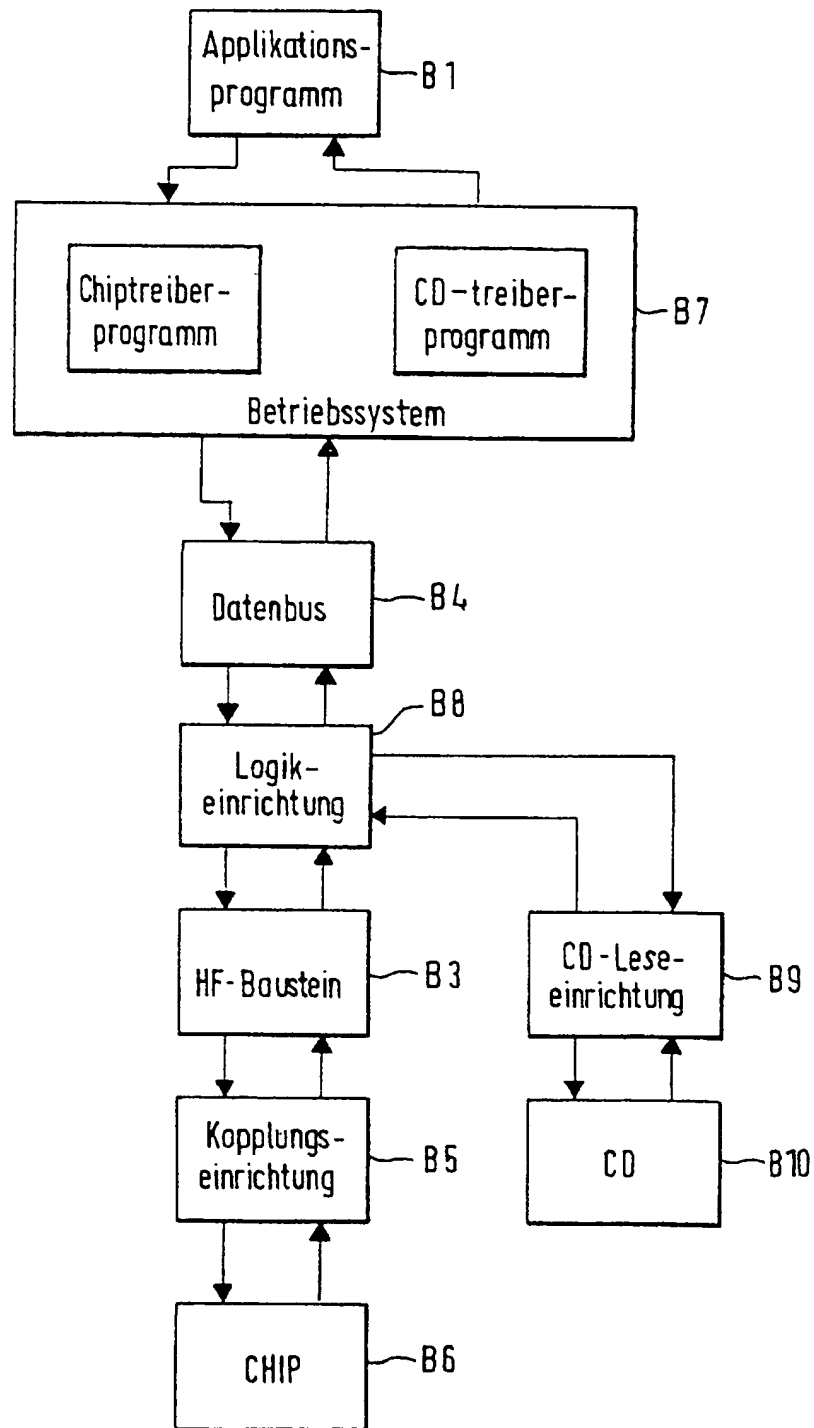 Applikations-
programm
B1
Chiptreiber-
programm
CD-treiber-
programm
B7
Betriebssystem
Datenbus
B4
B8
Logik-
einrichtung
HF-Baustein
B3
CD-Lese-
einrichtung
B9
Kopplungs-
einrichtung
B5
CD
B10
CHIP
B6